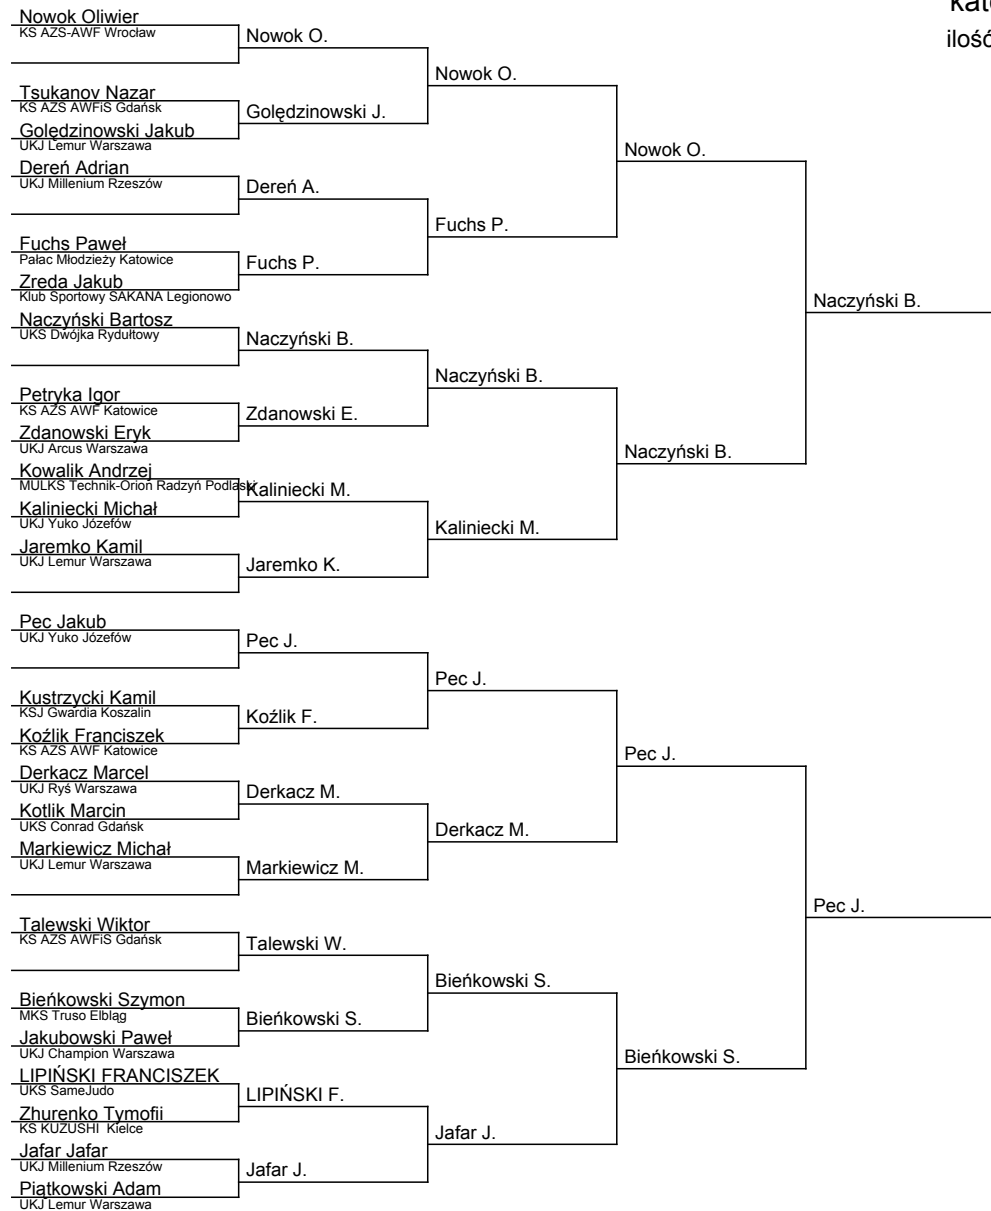 kate
ilość
Nowok Oliwier
KS AZS-AWF Wrocław
Nowok O.
Nowok O.
Tsukanov Nazar
KS AZS AWFiS Gdańsk
Golędzinowski J.
Golędzinowski Jakub
UKJ Lemur Warszawa
Nowok O.
Dereń Adrian
UKJ Millenium Rzeszów
Dereń A.
Fuchs P.
Fuchs Paweł
Pałac Młodzieży Katowice
Fuchs P.
Zreda Jakub
Klub Sportowy SAKANA Legionowo
Naczyński B.
Naczyński Bartosz
UKS Dwójka Rydułtowy
Naczyński B.
Naczyński B.
Petryka Igor
KS AZS AWF Katowice
Zdanowski E.
Zdanowski Eryk
UKJ Arcus Warszawa
Naczyński B.
Kowalik Andrzej
MULKS Technik-Orion Radzyń Podlaski
Kaliniecki M.
Kaliniecki Michał
UKJ Yuko Józefów
Kaliniecki M.
Jaremko Kamil
UKJ Lemur Warszawa
Jaremko K.
Pec Jakub
UKJ Yuko Józefów
Pec J.
Pec J.
Kustrzycki Kamil
KSJ Gwardia Koszalin
Koźlik F.
Koźlik Franciszek
KS AZS AWF Katowice
Pec J.
Derkacz Marcel
UKJ Ryś Warszawa
Derkacz M.
Kotlik Marcin
UKS Conrad Gdańsk
Derkacz M.
Markiewicz Michał
UKJ Lemur Warszawa
Markiewicz M.
Pec J.
Talewski Wiktor
KS AZS AWFiS Gdańsk
Talewski W.
Bieńkowski S.
Bieńkowski Szymon
MKS Truso Elbląg
Bieńkowski S.
Jakubowski Paweł
UKJ Champion Warszawa
Bieńkowski S.
LIPIŃSKI FRANCISZEK
UKS SameJudo
LIPIŃSKI F.
Zhurenko Tymofii
KS KUZUSHI Kielce
Jafar J.
Jafar Jafar
UKJ Millenium Rzeszów
Jafar J.
Piątkowski Adam
UKJ Lemur Warszawa